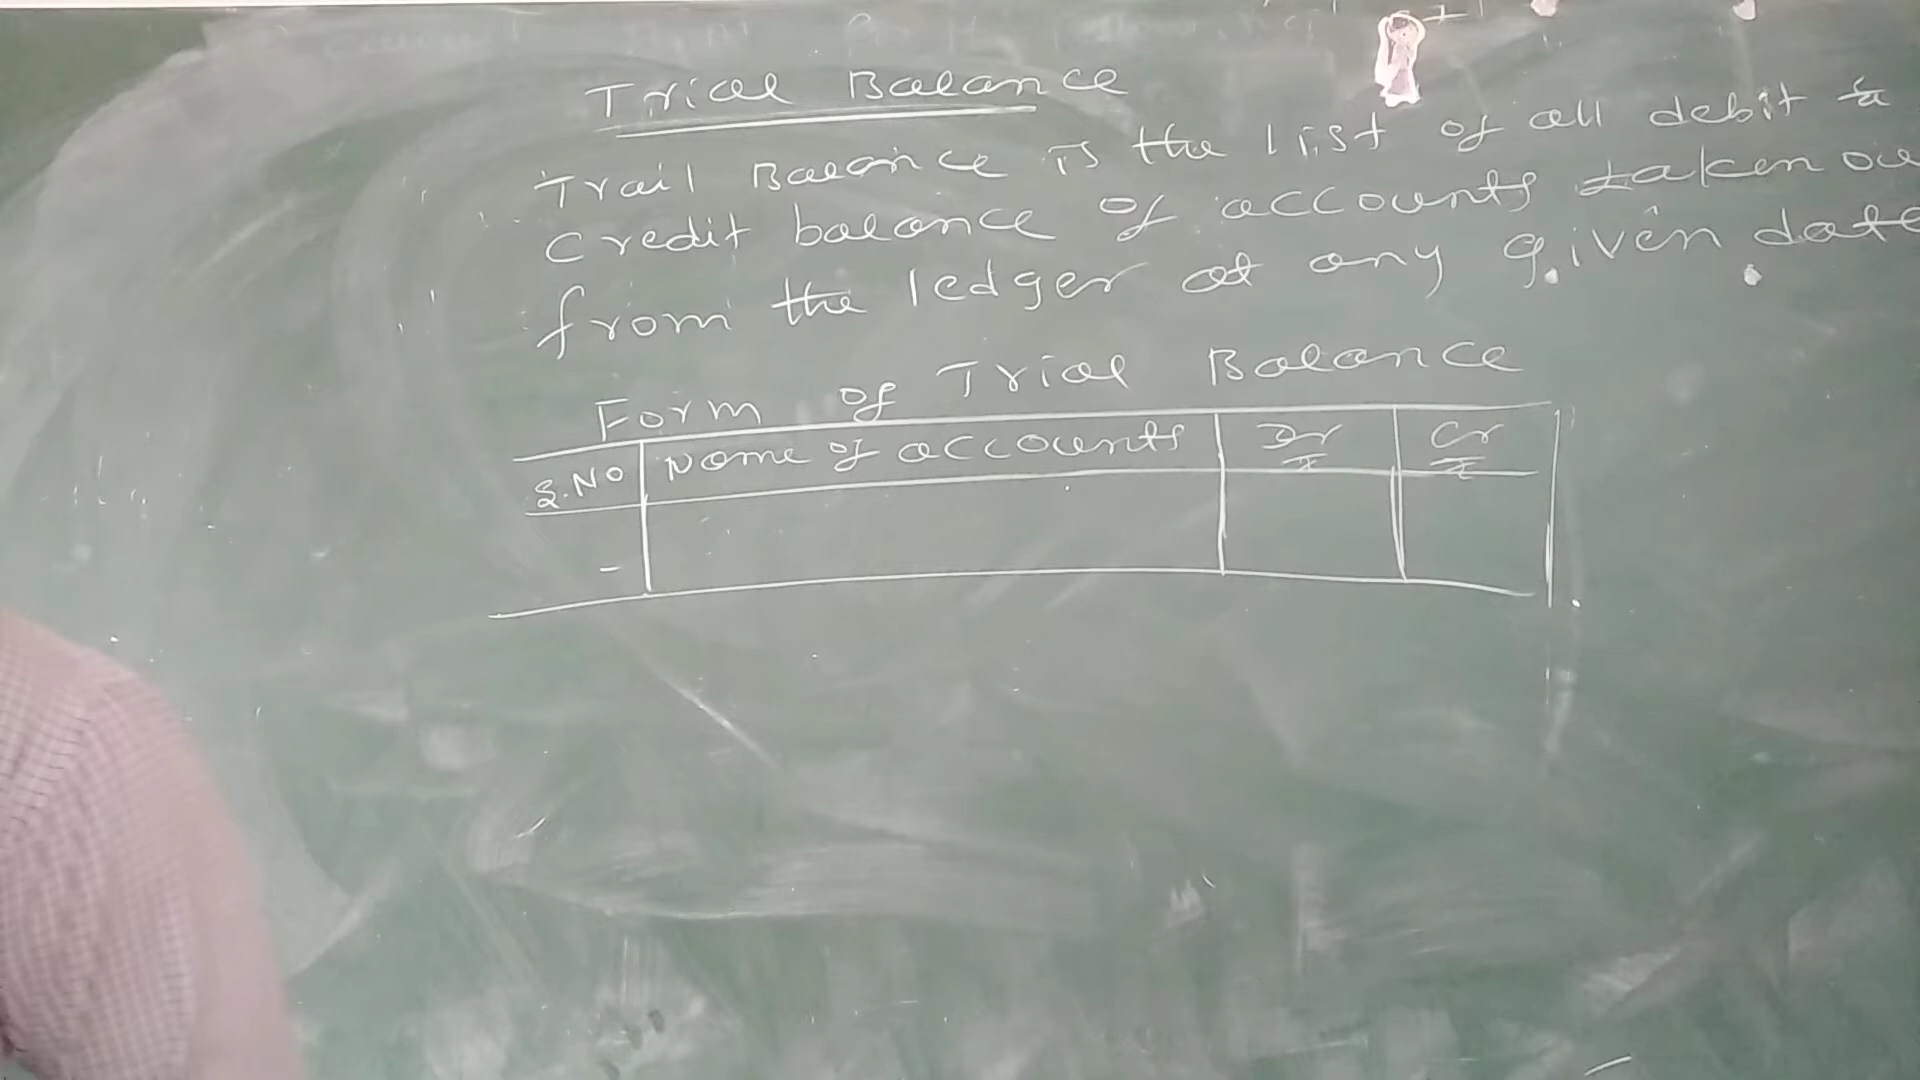 Trial Balance
Trail Balance is the list of all debit &
credit balance of accounts taken
from the ledger at any given date
Form of Trial Balance
S.NO Name of accounts Dr Cr
₹ ₹